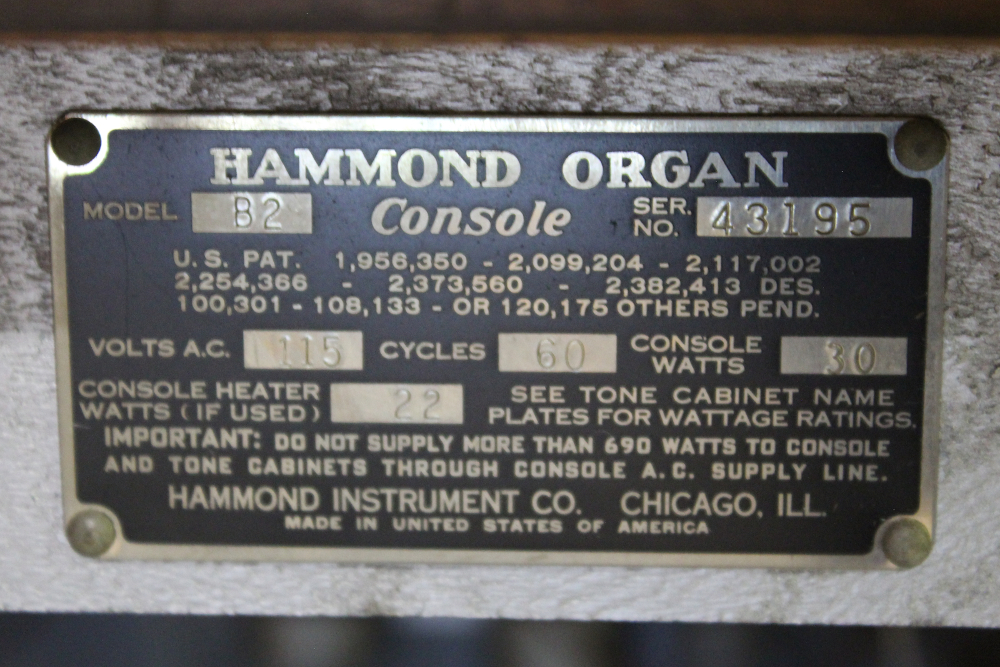 HAMMOND ORGAN
MODEL B2 Console SER. NO. 43195
U.S. PAT. 1,956,350 - 2,099,204 - 2,117,002
2,254,366 - 2,373,560 - 2,382,413 DES.
100,301 - 108,133 - OR 120,175 OTHERS PEND.
VOLTS A.C. 115 CYCLES 60 CONSOLE WATTS 30
CONSOLE HEATER WATTS (IF USED) 22 SEE TONE CABINET NAME PLATES FOR WATTAGE RATINGS.
IMPORTANT: DO NOT SUPPLY MORE THAN 690 WATTS TO CONSOLE
AND TONE CABINETS THROUGH CONSOLE A.C. SUPPLY LINE.
HAMMOND INSTRUMENT CO. CHICAGO, ILL.
MADE IN UNITED STATES OF AMERICA